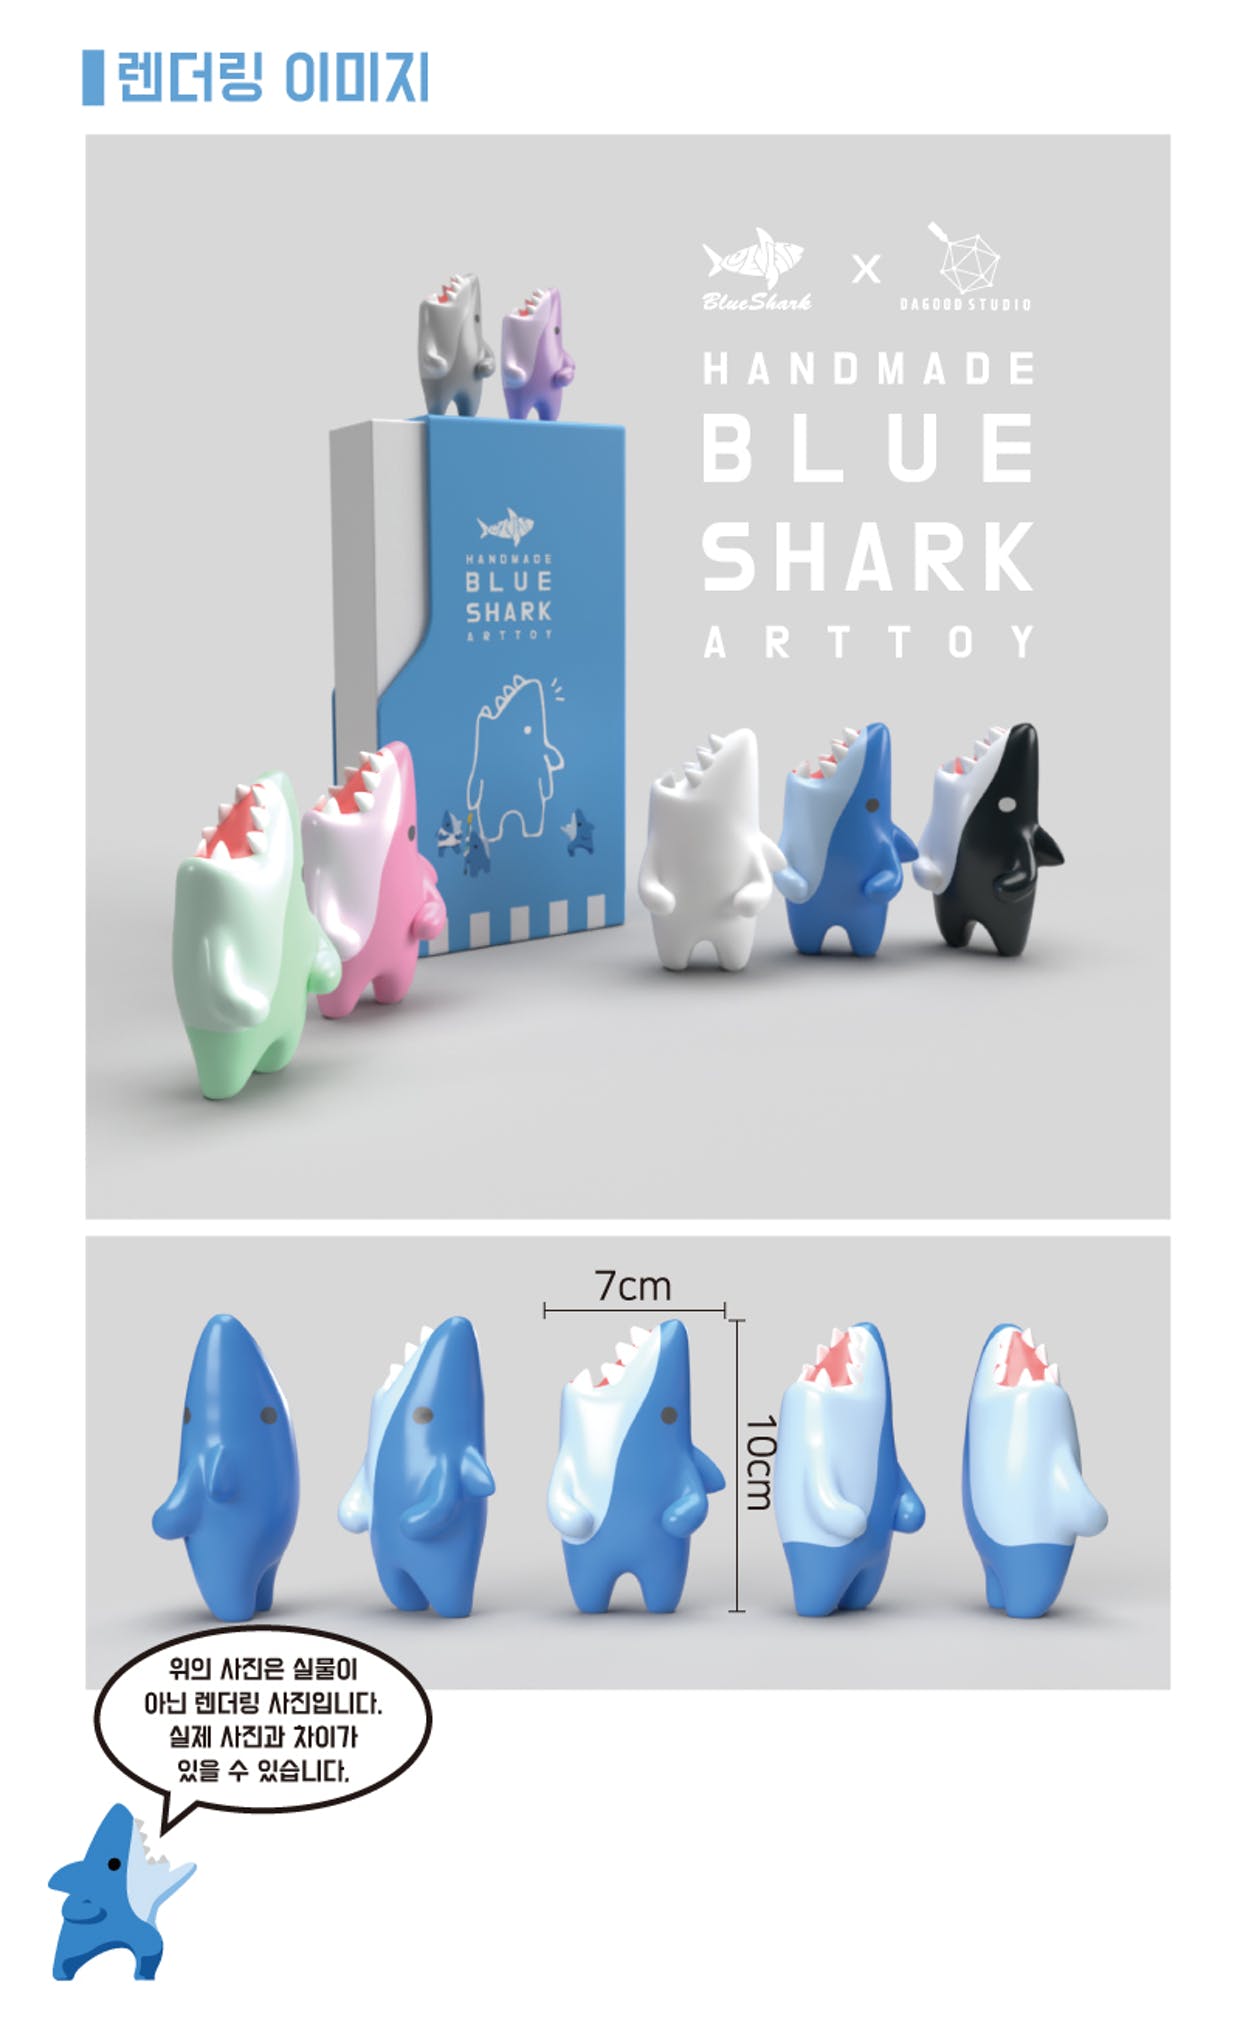 렌더링 이미지
BlueShark X DAGOOD STUDIO
HANDMADE
BLUE
SHARK
ARTTOY
HANDMADE
BLUE
SHARK
ARTTOY
7cm
10cm
위의 사진은 실물이
아닌 렌더링 사진입니다.
실제 사진과 차이가
있을 수 있습니다.